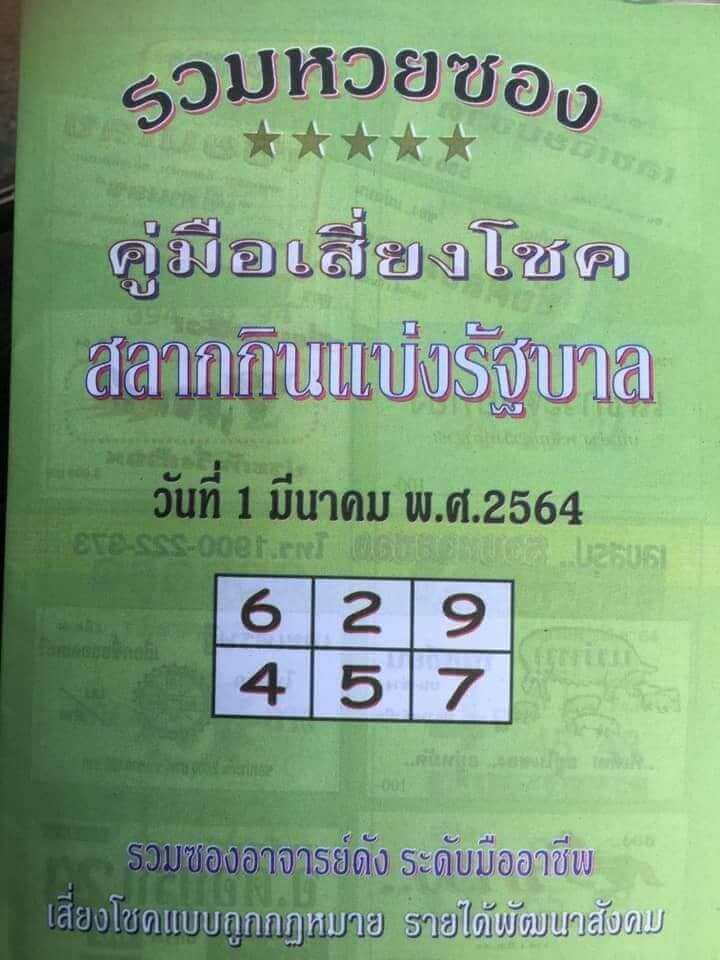 รวมหวยซอง
คู่มือเสี่ยงโชค
สลากกินแบ่งรัฐบาล
วันที่ 1 มีนาคม พ.ศ.2564
6 2 9
4 5 7
รวมซองอาจารย์ดัง ระดับมืออาชีพ
เสี่ยงโชคแบบถูกกฎหมาย รายได้พัฒนาสังคม